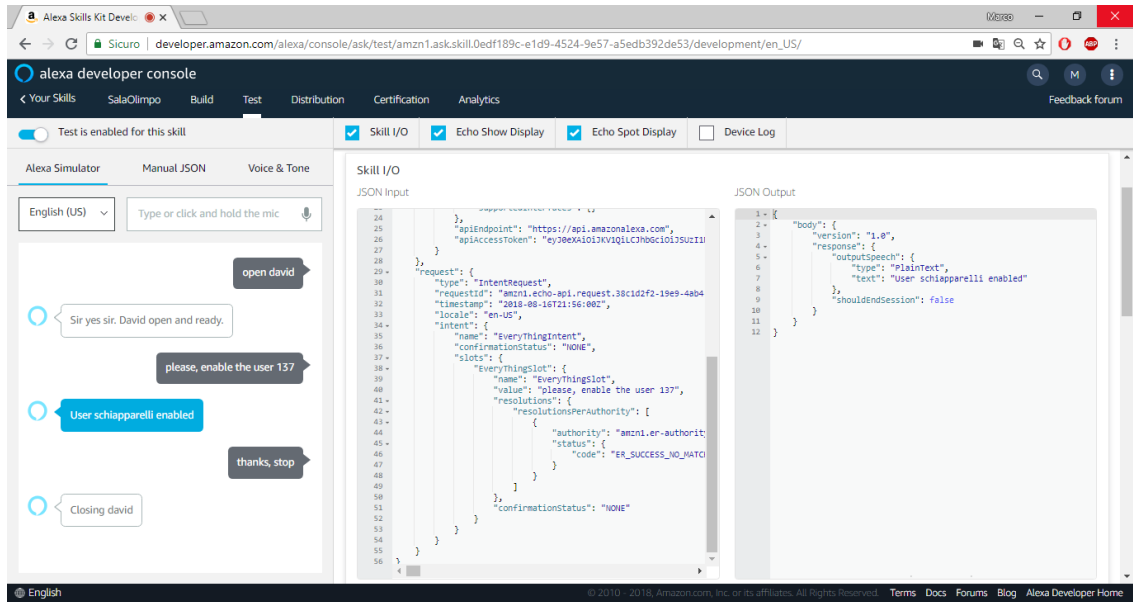 Alexa Skills Kit Develo
Marco
Sicuro | developer.amazon.com/alexa/console/ask/test/amzn1.ask.skill.0edf189c-e1d9-4524-9e57-a5edb392de53/development/en_US/
alexa developer console
M
Your Skills SalaOlimpo Build Test Distribution Certification Analytics Feedback forum
Test is enabled for this skill
Skill I/O Echo Show Display Echo Spot Display Device Log
Alexa Simulator Manual JSON Voice & Tone
English (US) Type or click and hold the mic
open david
Sir yes sir. David open and ready.
please, enable the user 137
User schiapparelli enabled
thanks, stop
Closing david
Skill I/O
JSON Input
24 },
25 "apiEndpoint": "https://api.amazonalexa.com",
26 "apiAccessToken":
27 }
28 },
29 "request": {
30 "type": "IntentRequest",
31 "requestId": "amzn1.echo-api.request.38c1d2f2-19e9-4ab4
32 "timestamp": "2018-08-16T21:56:00Z",
33 "locale": "en-US",
34 "intent": {
35 "name": "EveryThingIntent",
36 "confirmationStatus": "NONE",
37 "slots": {
38 "EveryThingSlot": {
39 "name": "EveryThingSlot",
40 "value": "please, enable the user 137",
41 "resolutions": {
42 "resolutionsPerAuthority": [
43 {
44 "authority": "amzn1.er-authorit
45 "status": {
46 "code": "ER_SUCCESS_NO_MATC
47 }
48 }
49 ]
50 },
51 "confirmationStatus": "NONE"
52 }
53 }
54 }
55 }
56 }
JSON Output
1 {
2 "body": {
3 "version": "1.0",
4 "response": {
5 "outputSpeech": {
6 "type": "PlainText",
7 "text": "User schiapparelli enabled"
8 },
9 "shouldEndSession": false
10 }
11 }
12 }
English
© 2010 - 2018, Amazon.com, Inc. or its affiliates. All Rights Reserved. Terms Docs Forums Blog Alexa Developer Home